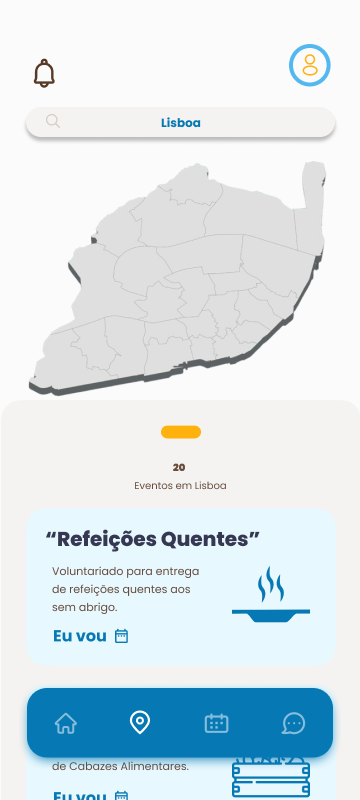 Lisboa
20
Eventos em Lisboa
“Refeições Quentes”
Voluntariado para entrega
de refeições quentes aos
sem abrigo.
Eu vou
de Cabazes Alimentares.
Eu vou